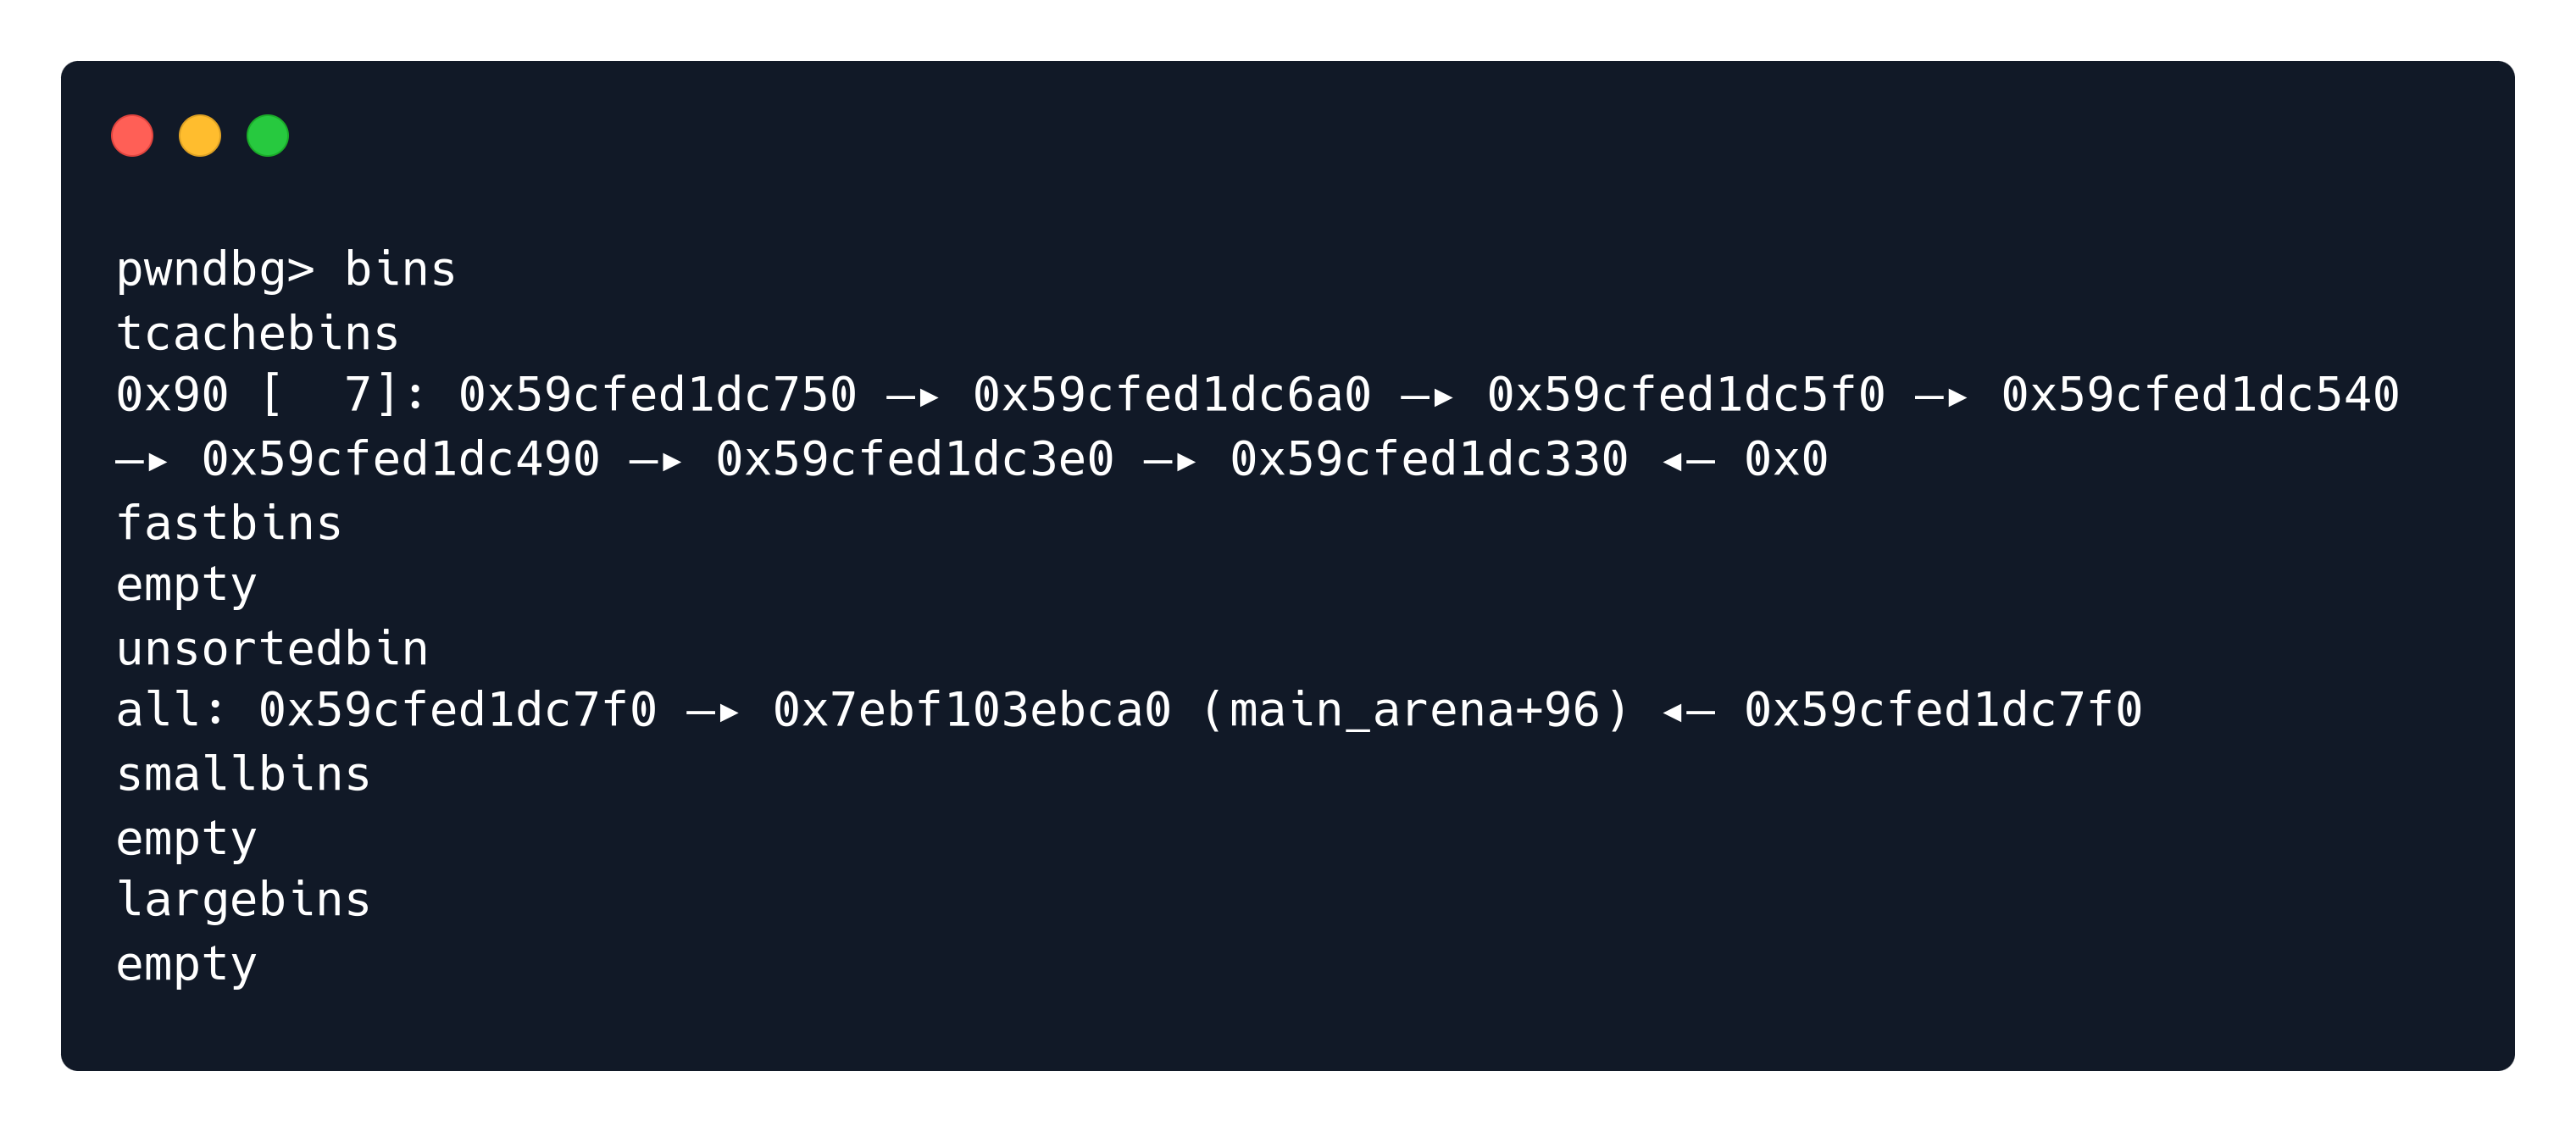 pwndbg> bins
tcachebins
0x90 [  7]: 0x59cfed1dc750 —▸ 0x59cfed1dc6a0 —▸ 0x59cfed1dc5f0 —▸ 0x59cfed1dc540
—▸ 0x59cfed1dc490 —▸ 0x59cfed1dc3e0 —▸ 0x59cfed1dc330 ◂— 0x0
fastbins
empty
unsortedbin
all: 0x59cfed1dc7f0 —▸ 0x7ebf103ebca0 (main_arena+96) ◂— 0x59cfed1dc7f0
smallbins
empty
largebins
empty